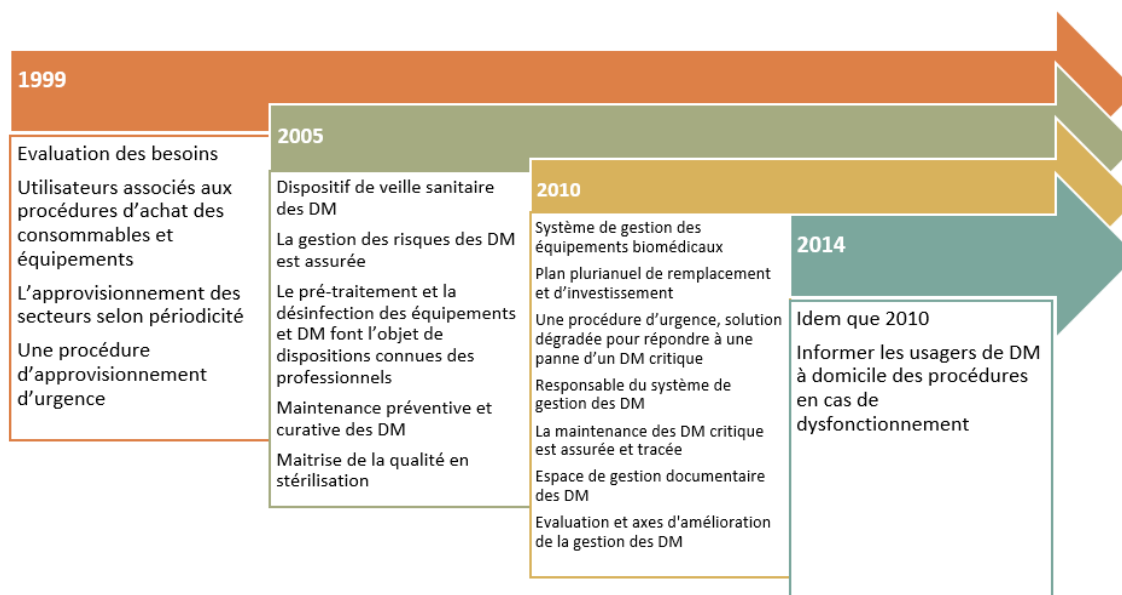 1999
Evaluation des besoins
Utilisateurs associés aux
procédures d'achat des
consommables et
équipements
L'approvisionnement des
secteurs selon périodicité
Une procédure
d'approvisionnement
d'urgence
2005
Dispositif de veille sanitaire
des DM
La gestion des risques des DM
est assurée
Le pré-traitement et la
désinfection des équipements
et DM font l'objet de
dispositions connues des
professionnels
Maintenance préventive et
curative des DM
Maitrise de la qualité en
stérilisation
2010
Système de gestion des
équipements biomédicaux
Plan plurianuel de remplacement
et d'investissement
Une procédure d'urgence, solution
dégradée pour répondre à une
panne d'un DM critique
Responsable du système de
gestion des DM
La maintenance des DM critique
est assurée et tracée
Espace de gestion documentaire
des DM
Evaluation et axes d'amélioration
de la gestion des DM
2014
Idem que 2010
Informer les usagers de DM
à domicile des procédures
en cas de
dysfonctionnement